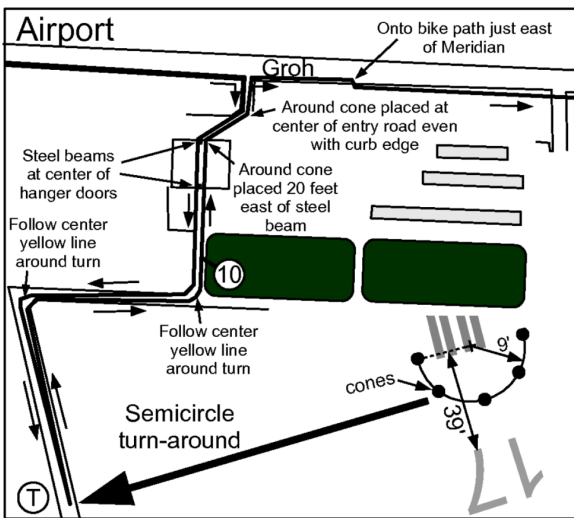 Airport
Onto bike path just east
of Meridian
Groh
Around cone placed at
center of entry road even
with curb edge
Steel beams
at center of
hanger doors
Around cone
placed 20 feet
east of steel
beam
Follow center
yellow line
around turn
10
Follow center
yellow line
around turn
9'
cones
39'
Semicircle
turn-around
17
T